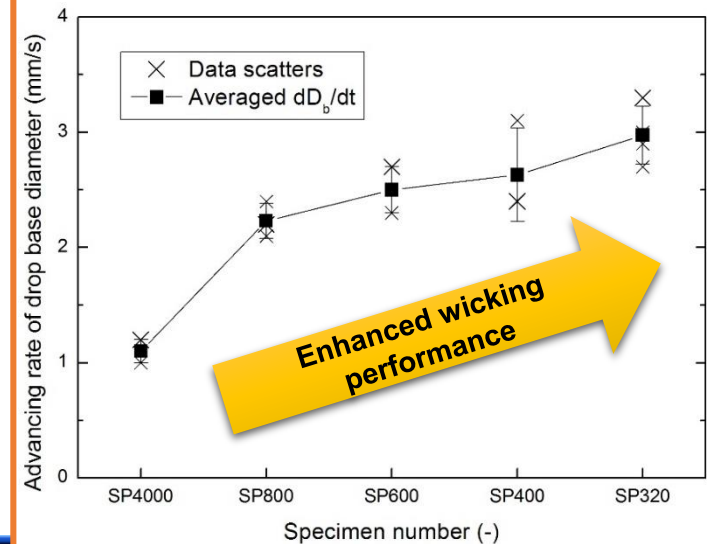 4
3
2
1
0
Advancing rate of drop base diameter (mm/s)
Data scatters
Averaged dD_b/dt
Enhanced wicking
performance
SP4000 SP800 SP600 SP400 SP320
Specimen number (-)